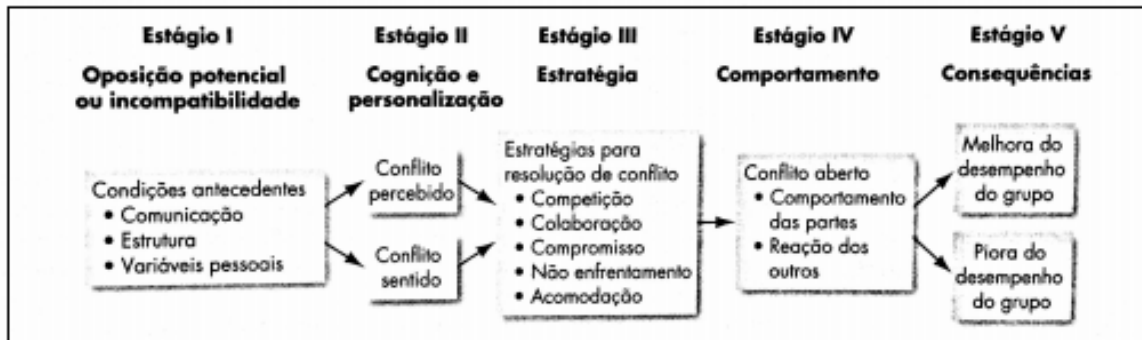 Estágio I
Oposição potencial
ou incompatibilidade
Condições antecedentes
• Comunicação
• Estrutura
• Variáveis pessoais
Estágio II
Cognição e
personalização
Conflito
percebido
Conflito
sentido
Estágio III
Estratégia
Estratégias para
resolução de conflito
• Competição
• Colaboração
• Compromisso
• Não enfrentamento
• Acomodação
Estágio IV
Comportamento
Conflito aberto
• Comportamento
das partes
• Reação dos
outros
Estágio V
Consequências
Melhora do
desempenho
do grupo
Piora do
desempenho
do grupo